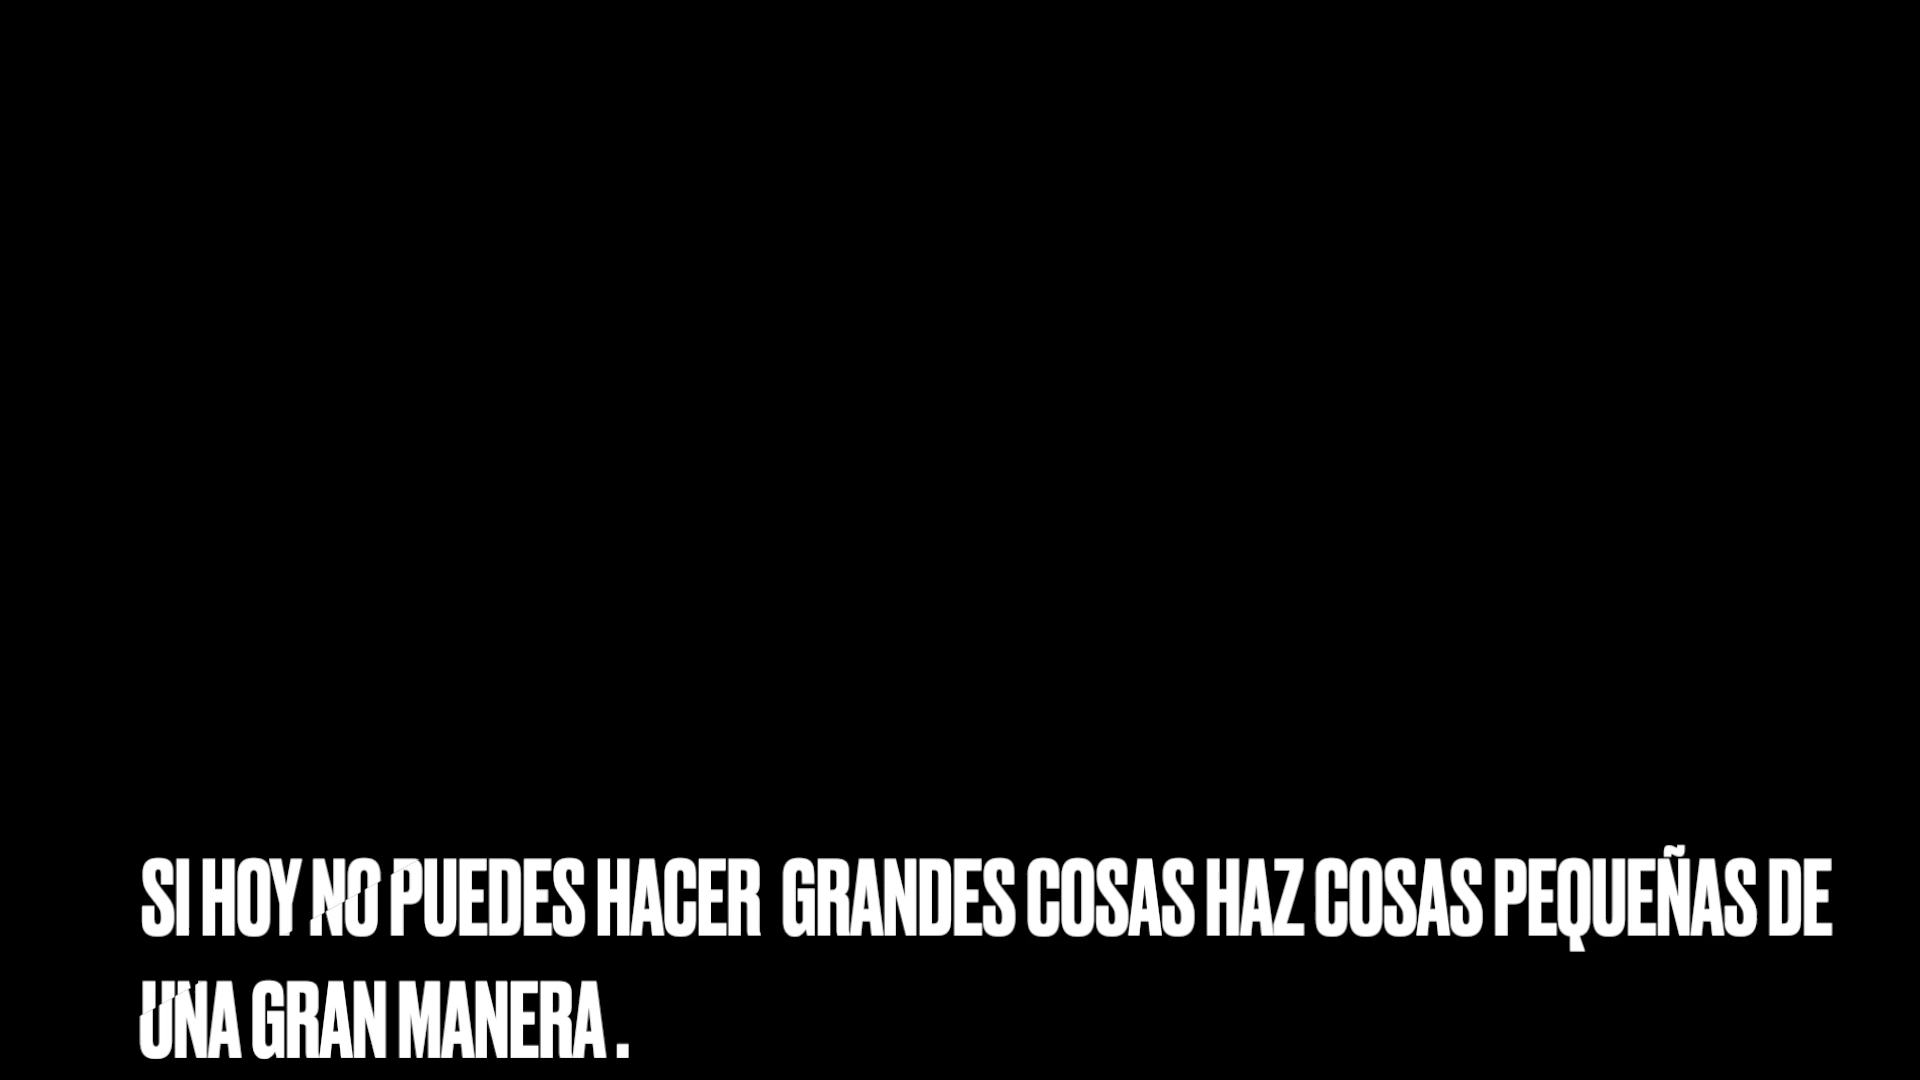 SI HOY NO PUEDES HACER  GRANDES COSAS HAZ COSAS PEQUEÑAS DE
UNA GRAN MANERA .